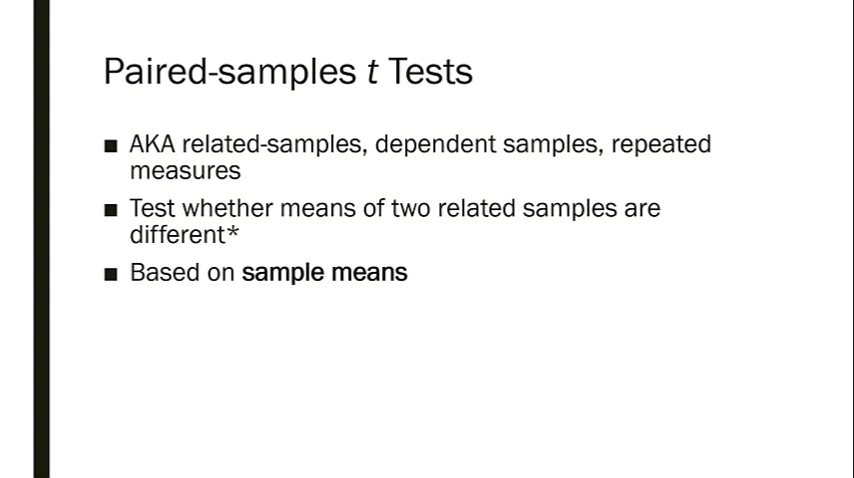 Paired-samples t Tests
■ AKA related-samples, dependent samples, repeated
measures
■ Test whether means of two related samples are
different*
■ Based on sample means